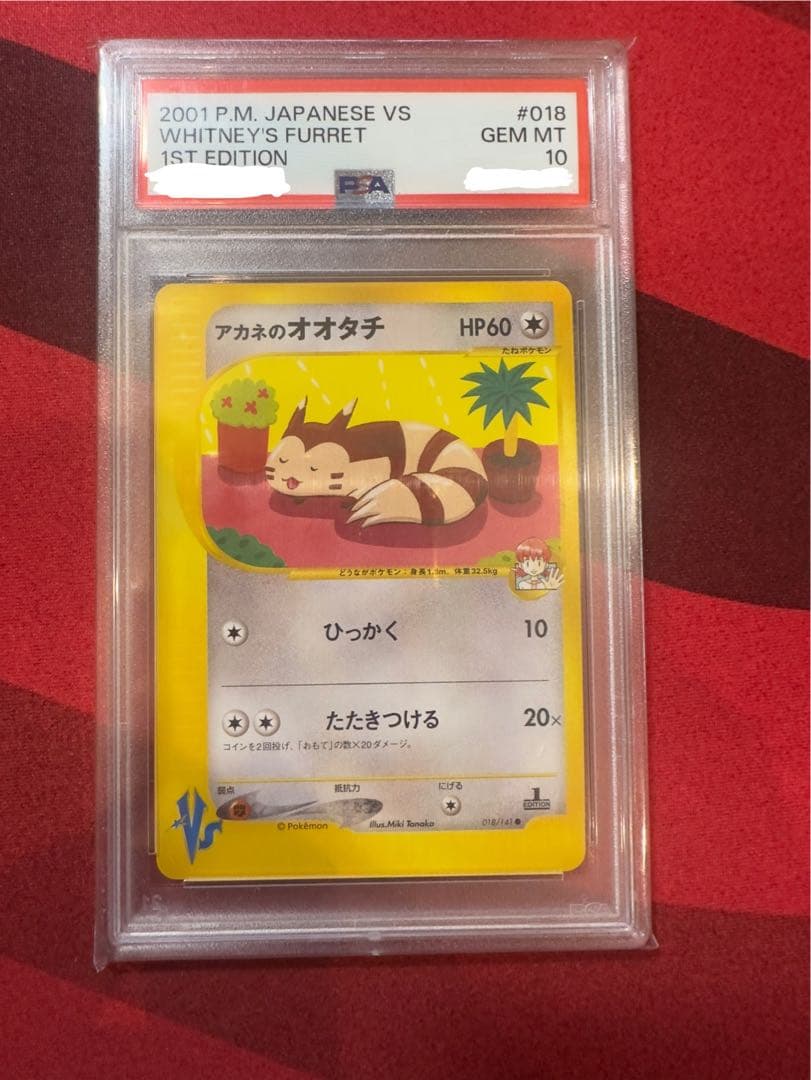 2001 P.M. JAPANESE VS #018
WHITNEY'S FURRET GEM MT
1ST EDITION 10
PSA
アカネのオオタチ HP60
たねポケモン
どうながポケモン：身長1.8m、体重32.5kg
ひっかく 10
たたきつける 20×
コインを2回投げ、「おもて」の数×20ダメージ。
弱点 抵抗力 にげる
VS
1 EDITION
©Pokémon Illus.Miki Tanaka 018/141